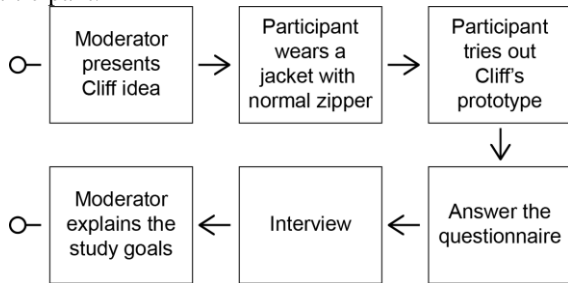 Moderator
presents
Cliff idea
Participant
wears a
jacket with
normal zipper
Participant
tries out
Cliff's
prototype
Moderator
explains the
study goals
Interview
Answer the
questionnaire